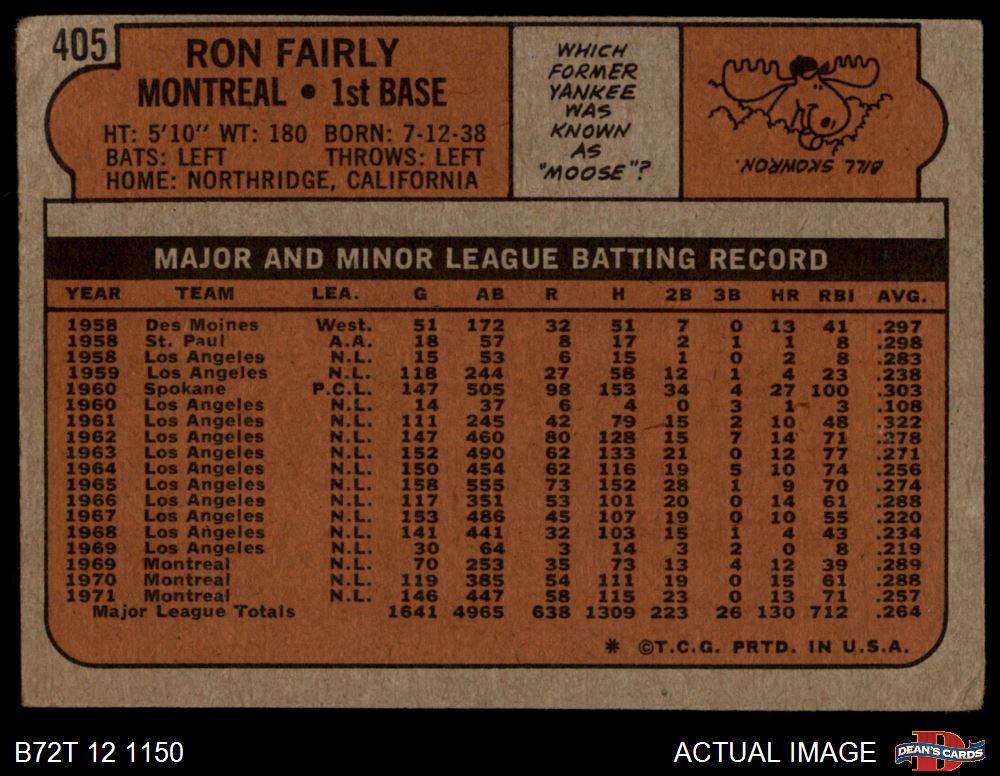 405
RON FAIRLY
MONTREAL • 1st BASE
HT: 5'10" WT: 180 BORN: 7-12-38
BATS: LEFT THROWS: LEFT
HOME: NORTHRIDGE, CALIFORNIA
WHICH
FORMER
YANKEE
WAS
KNOWN
AS
"MOOSE"?
BILL SKOWRON.
MAJOR AND MINOR LEAGUE BATTING RECORD
YEAR TEAM LEA. G AB R H 2B 3B HR RBI AVG.
1958 Des Moines West. 51 172 32 51 7 0 13 41 .297
1958 St. Paul A.A. 18 57 8 17 2 1 1 8 .298
1958 Los Angeles N.L. 15 53 6 15 1 0 2 8 .283
1959 Los Angeles N.L. 118 244 27 58 12 1 4 23 .238
1960 Spokane P.C.L. 147 505 98 153 34 4 27 100 .303
1960 Los Angeles N.L. 14 37 6 4 0 3 1 3 .108
1961 Los Angeles N.L. 111 245 42 79 15 2 10 48 .322
1962 Los Angeles N.L. 147 460 80 128 15 7 14 71 .278
1963 Los Angeles N.L. 152 490 62 133 21 0 12 77 .271
1964 Los Angeles N.L. 150 454 62 116 19 5 10 74 .256
1965 Los Angeles N.L. 158 555 73 152 28 1 9 70 .274
1966 Los Angeles N.L. 117 351 53 101 20 0 14 61 .288
1967 Los Angeles N.L. 153 486 45 107 19 0 10 55 .220
1968 Los Angeles N.L. 141 441 32 103 15 1 4 43 .234
1969 Los Angeles N.L. 30 64 3 14 3 2 0 8 .219
1969 Montreal N.L. 70 253 35 73 13 4 12 39 .289
1970 Montreal N.L. 119 385 54 111 19 0 15 61 .288
1971 Montreal N.L. 146 447 58 115 23 0 13 71 .257
Major League Totals 1641 4965 638 1309 223 26 130 712 .264
* ©T.C.G. PRTD. IN U.S.A.
B72T 12 1150
ACTUAL IMAGE
D
DEAN'S CARDS